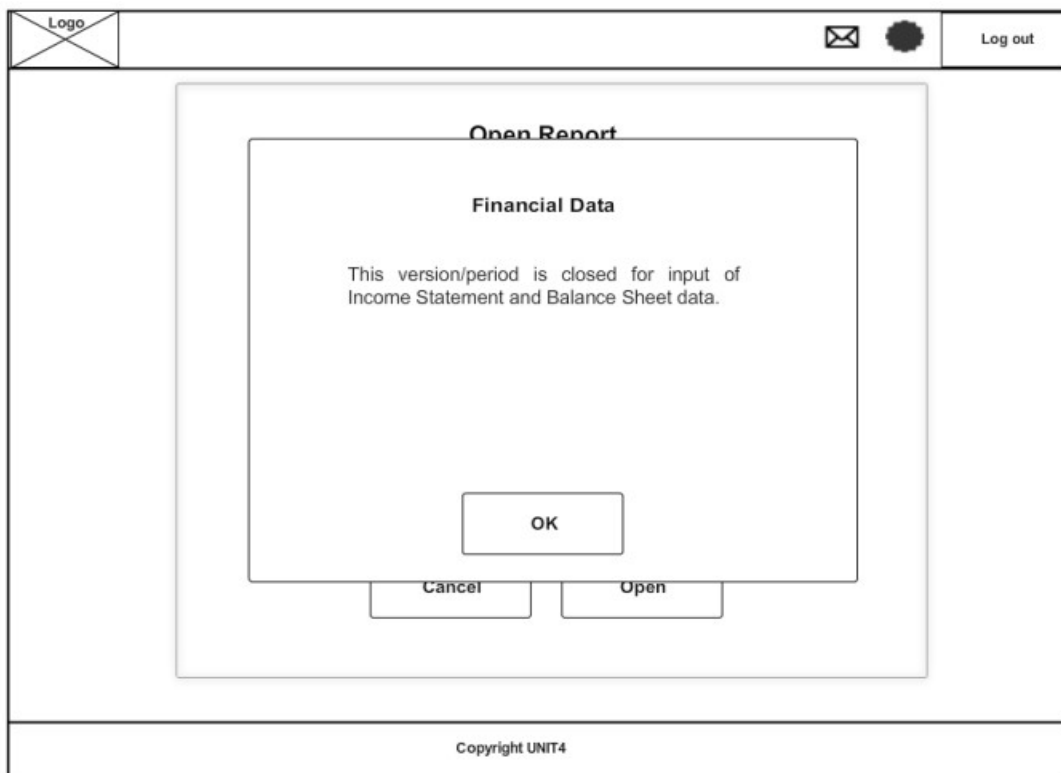 Logo
Log out
Open Report
Financial Data
This version/period is closed for input of
Income Statement and Balance Sheet data.
OK
Cancel
Open
Copyright UNIT4